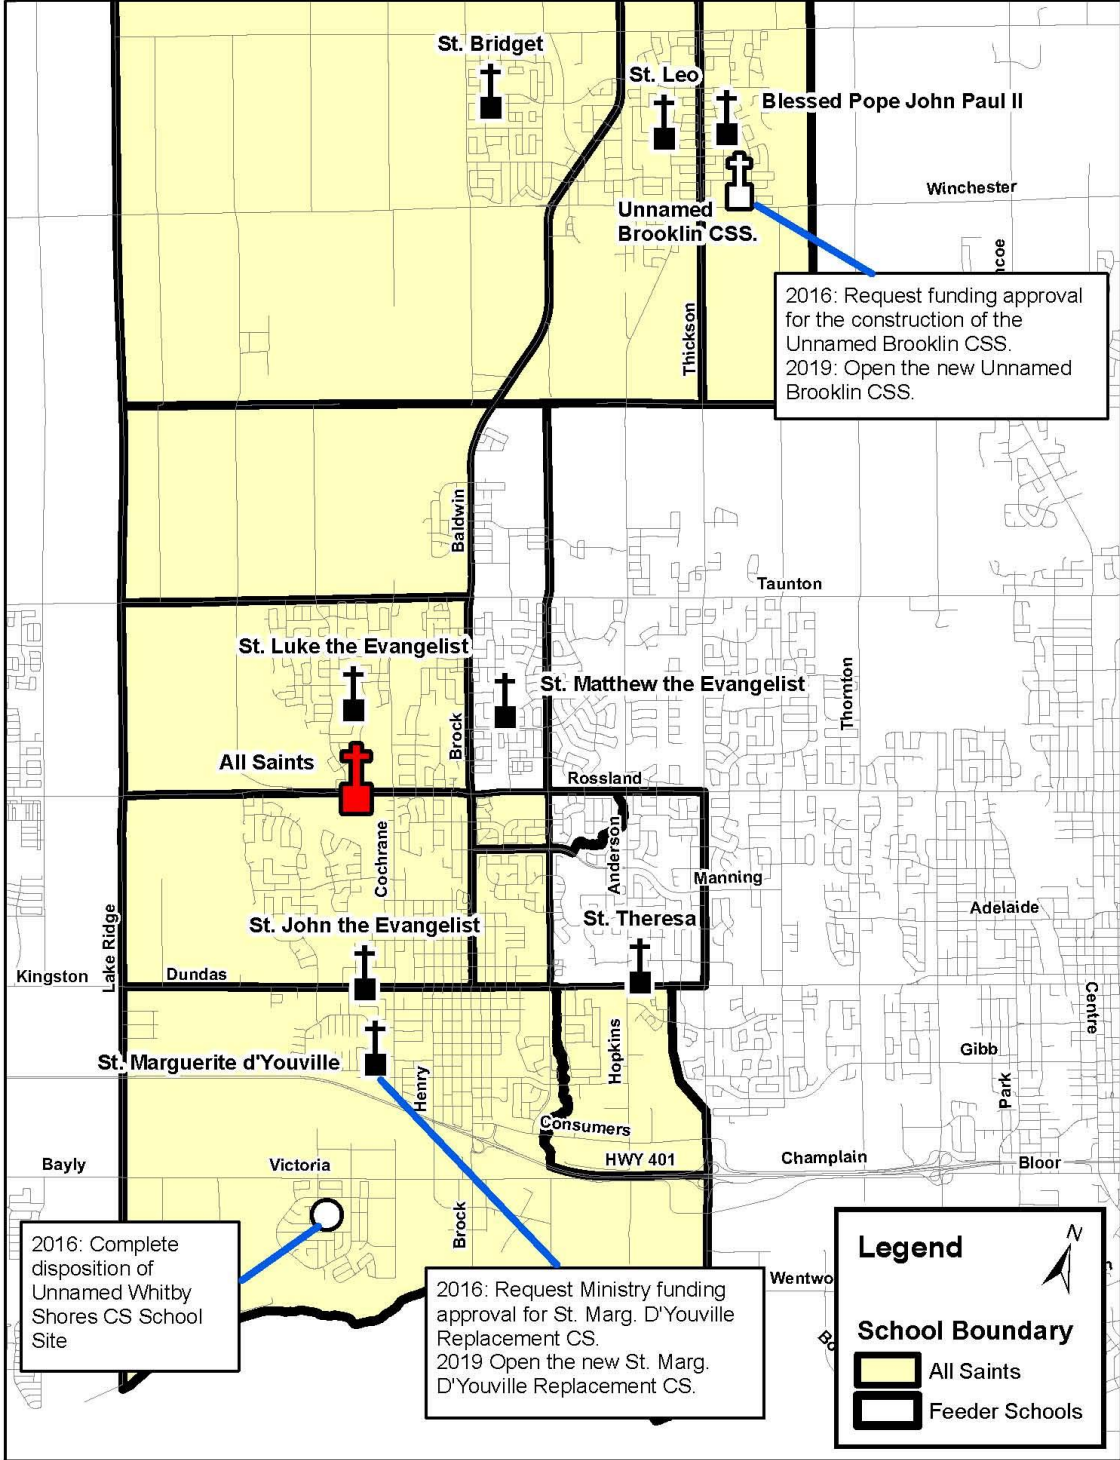 St. Bridget
St. Leo
Blessed Pope John Paul II
Winchester
Unnamed
Brooklin CSS.
ncoe
2016: Request funding approval
for the construction of the
Unnamed Brooklin CSS.
2019: Open the new Unnamed
Brooklin CSS.
Thickson
Baldwin
Taunton
St. Luke the Evangelist
St. Matthew the Evangelist
Thornton
Brock
All Saints
Rossland
Cochrane
Anderson
Manning
Adelaide
St. John the Evangelist
St. Theresa
Lake Ridge
Kingston
Dundas
Centre
St. Marguerite d'Youville
Henry
Hopkins
Gibb
Park
Consumers
HWY 401
Champlain
Bloor
Bayly
Victoria
Brock
2016: Complete
disposition of
Unnamed Whitby
Shores CS School
Site
2016: Request Ministry funding
approval for St. Marg. D'Youville
Replacement CS.
2019 Open the new St. Marg.
D'Youville Replacement CS.
Wentwo
n
Bo
Legend
N
School Boundary
All Saints
Feeder Schools